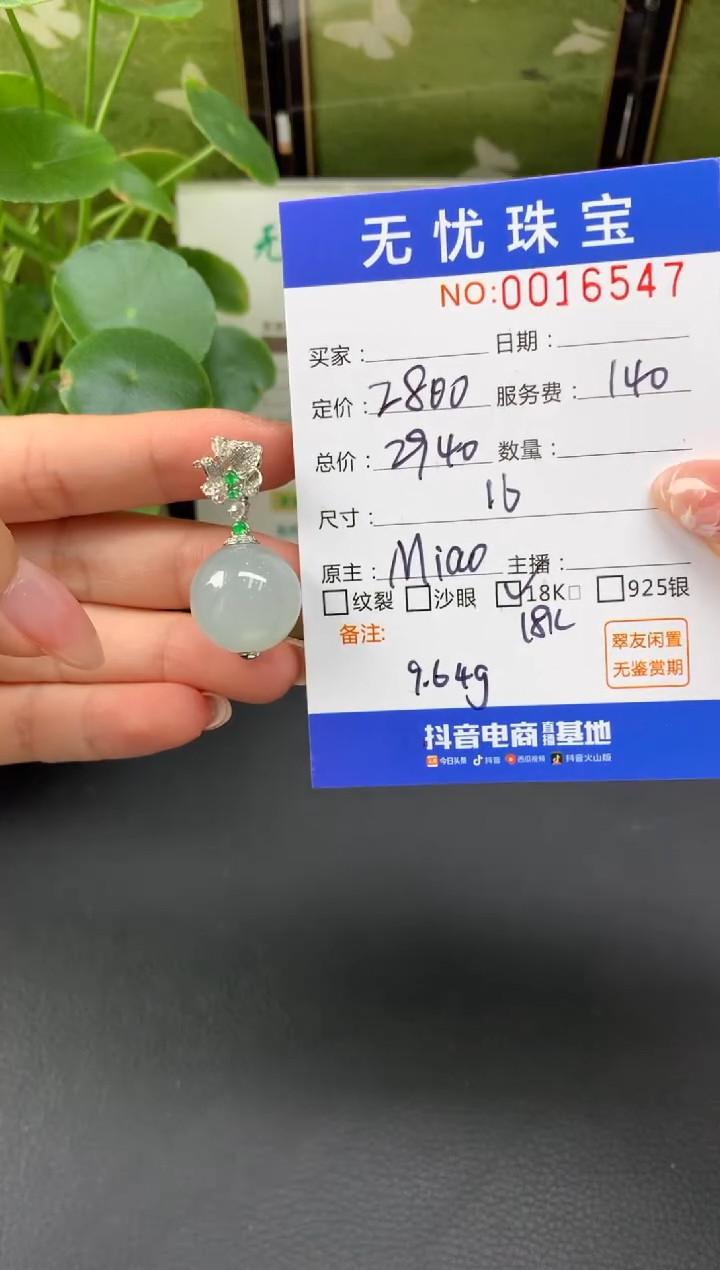 无忧珠宝
NO:0016547
买家: 日期:
定价: 2800 服务费: 140
总价: 2940 数量:
尺寸: 16
原主: Miao 主播:
纹裂 沙眼 18K 925银
18K
备注:
翠友闲置
无鉴赏期
9.64g
抖音电商直播基地
今日头条 抖音 西瓜视频 抖音火山版
无